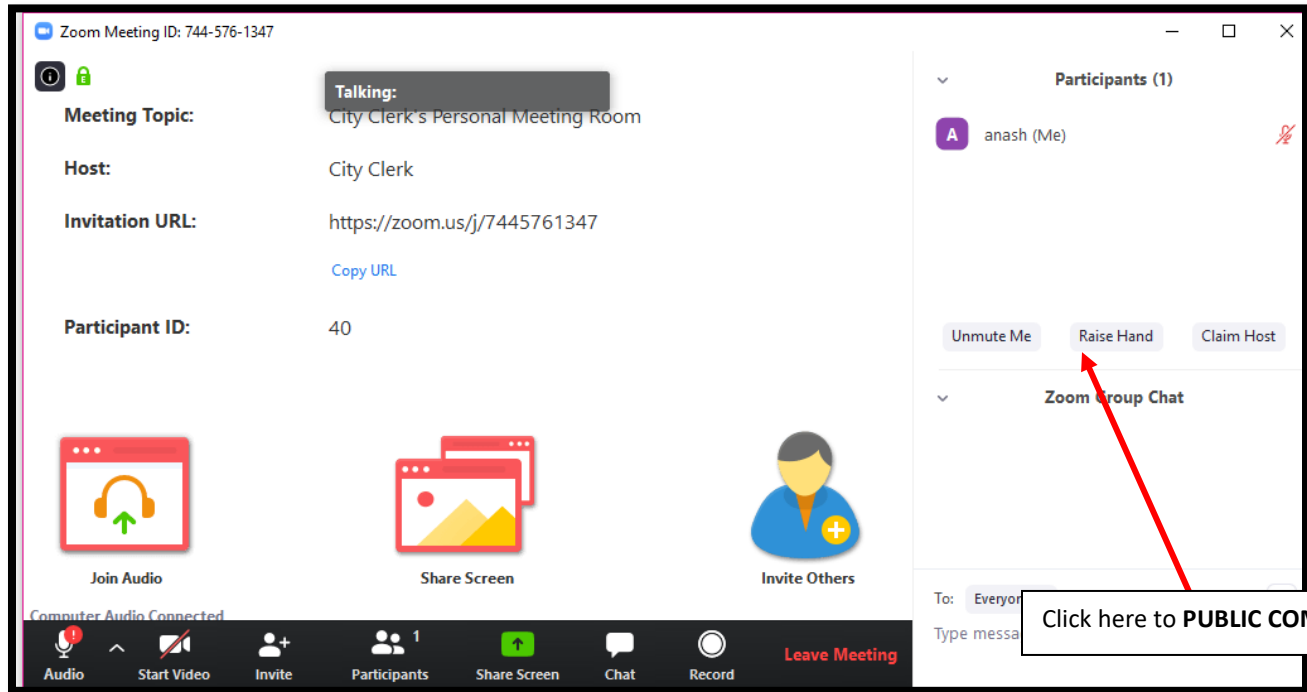 Zoom Meeting ID: 744-576-1347
Talking:
Meeting Topic: City Clerk's Personal Meeting Room
Host: City Clerk
Invitation URL: https://zoom.us/j/7445761347
Copy URL
Participant ID: 40
Join Audio Share Screen Invite Others
Computer Audio Connected
Participants (1)
A anash (Me)
Unmute Me Raise Hand Claim Host
Zoom Group Chat
To:
Type
Click here to PUBLIC
1
Audio Start Video Invite Participants Share Screen Chat Record Leave Meeting